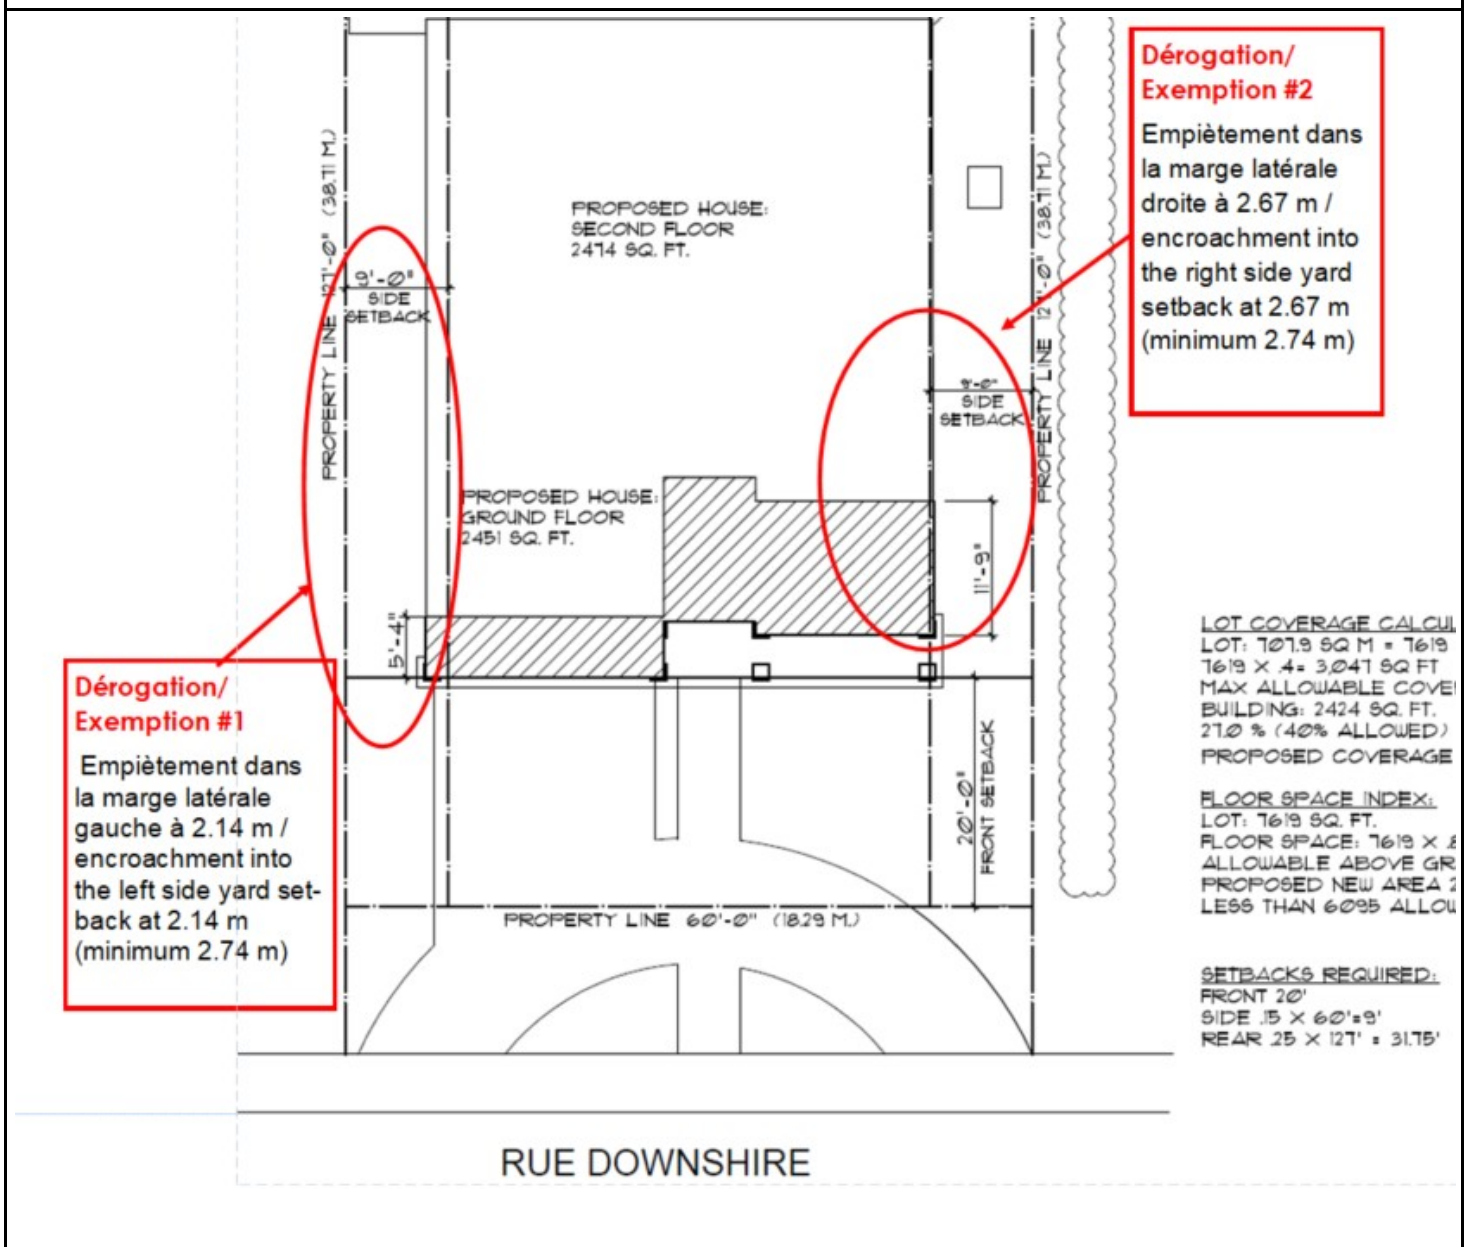 Dérogation/
Exemption #2
Empiètement dans
la marge latérale
droite à 2.67 m /
encroachment into
the right side yard
setback at 2.67 m
(minimum 2.74 m)
PROPERTY LINE 127'-0" (38.71 M.)
PROPOSED HOUSE:
SECOND FLOOR
2474 SQ. FT.
PROPERTY LINE 127'-0" (38.71 M.)
9'-0"
SIDE
SETBACK
9'-0"
SIDE
SETBACK
PROPOSED HOUSE:
GROUND FLOOR
2451 SQ. FT.
11'-9"
5'-4"
Dérogation/
Exemption #1
Empiètement dans
la marge latérale
gauche à 2.14 m /
encroachment into
the left side yard set-
back at 2.14 m
(minimum 2.74 m)
20'-0"
FRONT SETBACK
PROPERTY LINE 60'-0" (18.29 M.)
LOT COVERAGE CALCUL
LOT: 707.9 SQ M = 7619
7619 X .4= 3,047 SQ FT
MAX ALLOWABLE COVE
BUILDING: 2424 SQ. FT.
27.0 % (40% ALLOWED)
PROPOSED COVERAGE
FLOOR SPACE INDEX:
LOT: 7619 SQ. FT.
FLOOR SPACE: 7619 X .8
ALLOWABLE ABOVE GR
PROPOSED NEW AREA 2
LESS THAN 6095 ALLOW
SETBACKS REQUIRED:
FRONT 20'
SIDE .15 X 60'=9'
REAR .25 X 127' = 31.75'
RUE DOWNSHIRE